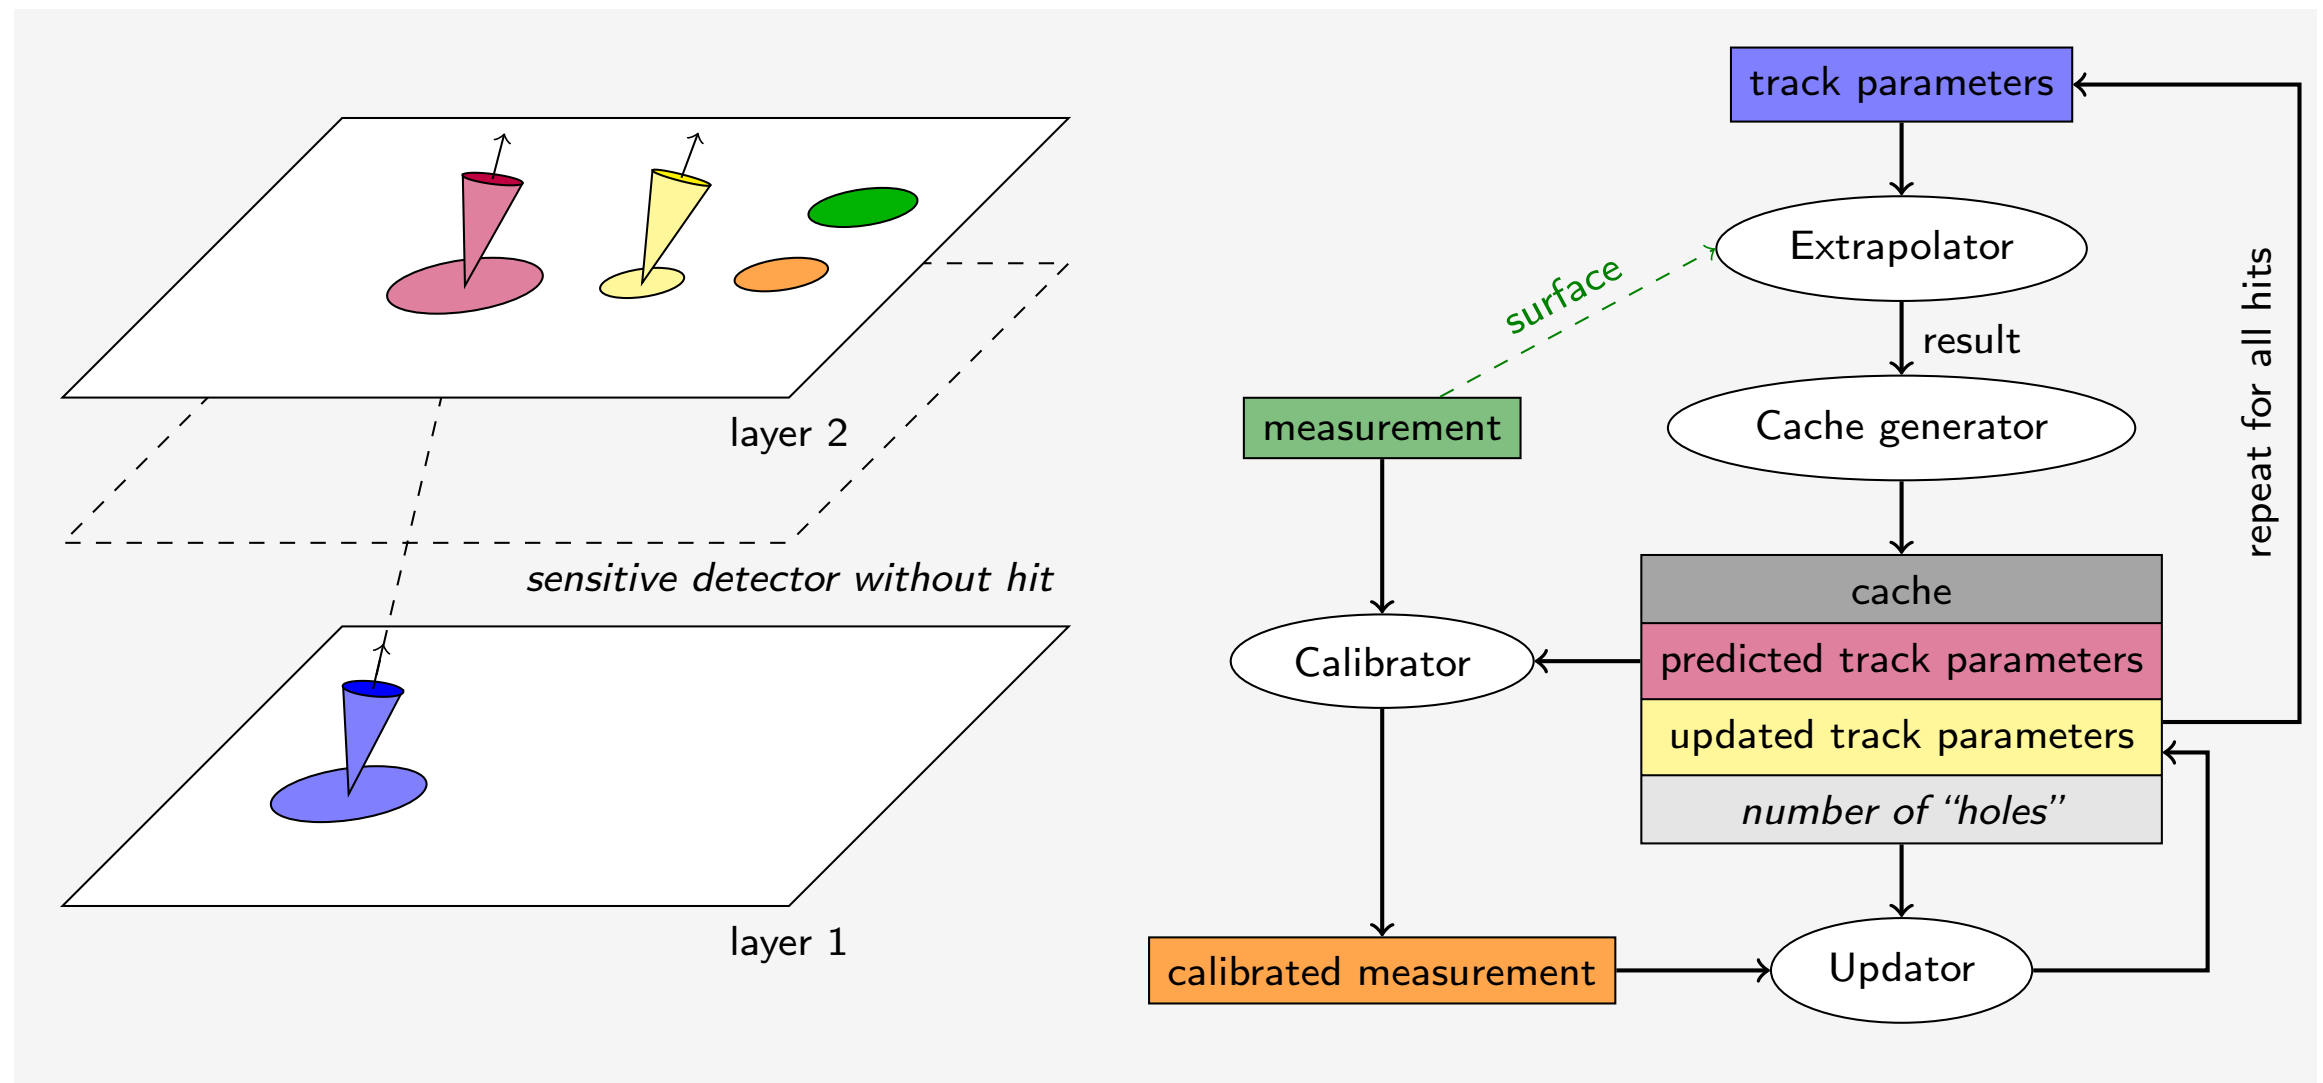 layer 2
sensitive detector without hit
layer 1
track parameters
Extrapolator
surface
result
measurement
Cache generator
repeat for all hits
cache
Calibrator
predicted track parameters
updated track parameters
number of “holes”
calibrated measurement
Updator